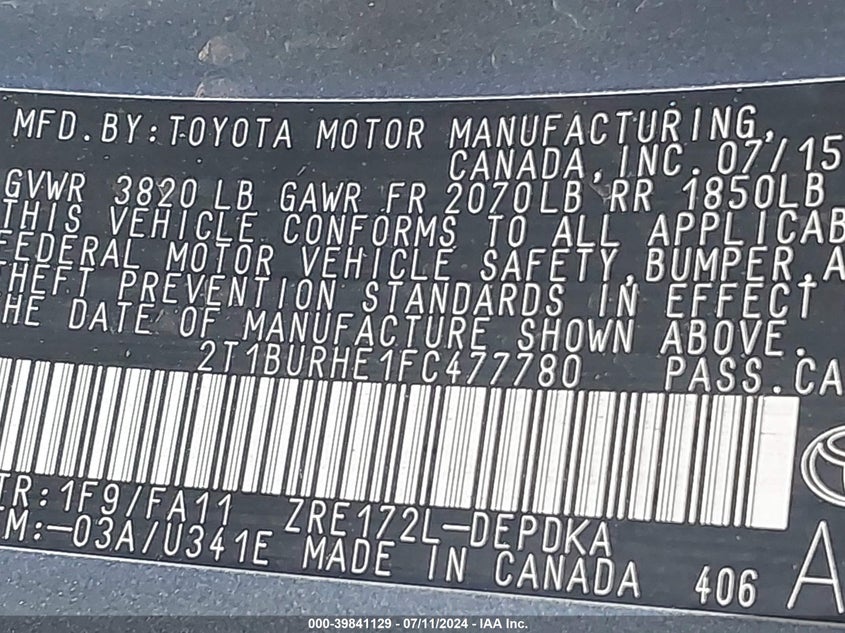 MFD.BY:TOYOTA MOTOR MANUFACTURING,
CANADA, INC. 07/15
GVWR 3820 LB GAWR FR 2070LB RR 1850LB
THIS VEHICLE CONFORMS TO ALL APPLICAB
FEDERAL MOTOR VEHICLE SAFETY, BUMPER, A
THEFT PREVENTION STANDARDS IN EFFECT
THE DATE OF MANUFACTURE SHOWN ABOVE.
2T1BURHE1FC477780 PASS.CA
TR:1F9/FA11 ZRE172L-DEPDKA
M:-03A/U341E MADE IN CANADA 406 A
000-39841129 - 07/11/2024 - IAA Inc.